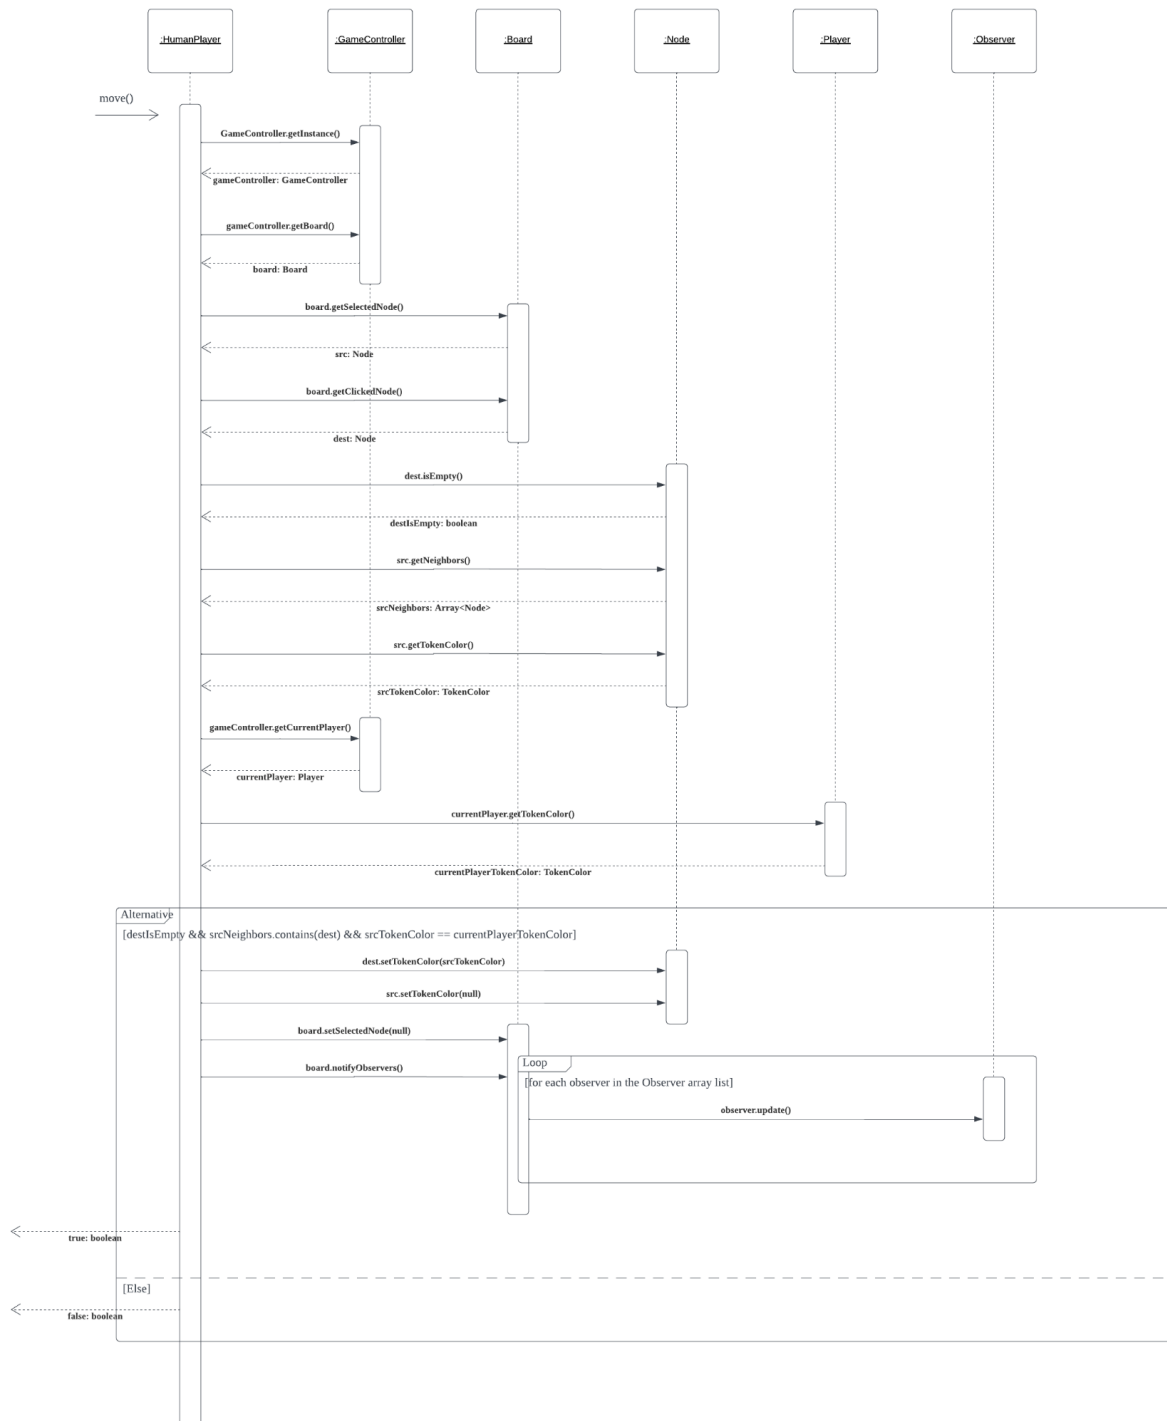 :HumanPlayer
:GameController
:Board
:Node
:Player
:Observer
move()
GameController.getInstance()
gameController: GameController
gameController.getBoard()
board: Board
board.getSelectedNode()
src: Node
board.getClickedNode()
dest: Node
dest.isEmpty()
destIsEmpty: boolean
src.getNeighbors()
srcNeighbors: Array<Node>
src.getTokenColor()
srcTokenColor: TokenColor
gameController.getCurrentPlayer()
currentPlayer: Player
currentPlayer.getTokenColor()
currentPlayerTokenColor: TokenColor
Alternative
[destIsEmpty && srcNeighbors.contains(dest) && srcTokenColor == currentPlayerTokenColor]
dest.setTokenColor(srcTokenColor)
src.setTokenColor(null)
board.setSelectedNode(null)
Loop
board.notifyObservers()
[for each observer in the Observer array list]
observer.update()
true: boolean
[Else]
false: boolean